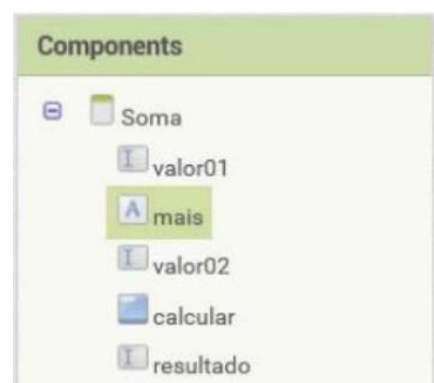 Components
Soma
valor01
mais
valor02
calcular
resultado